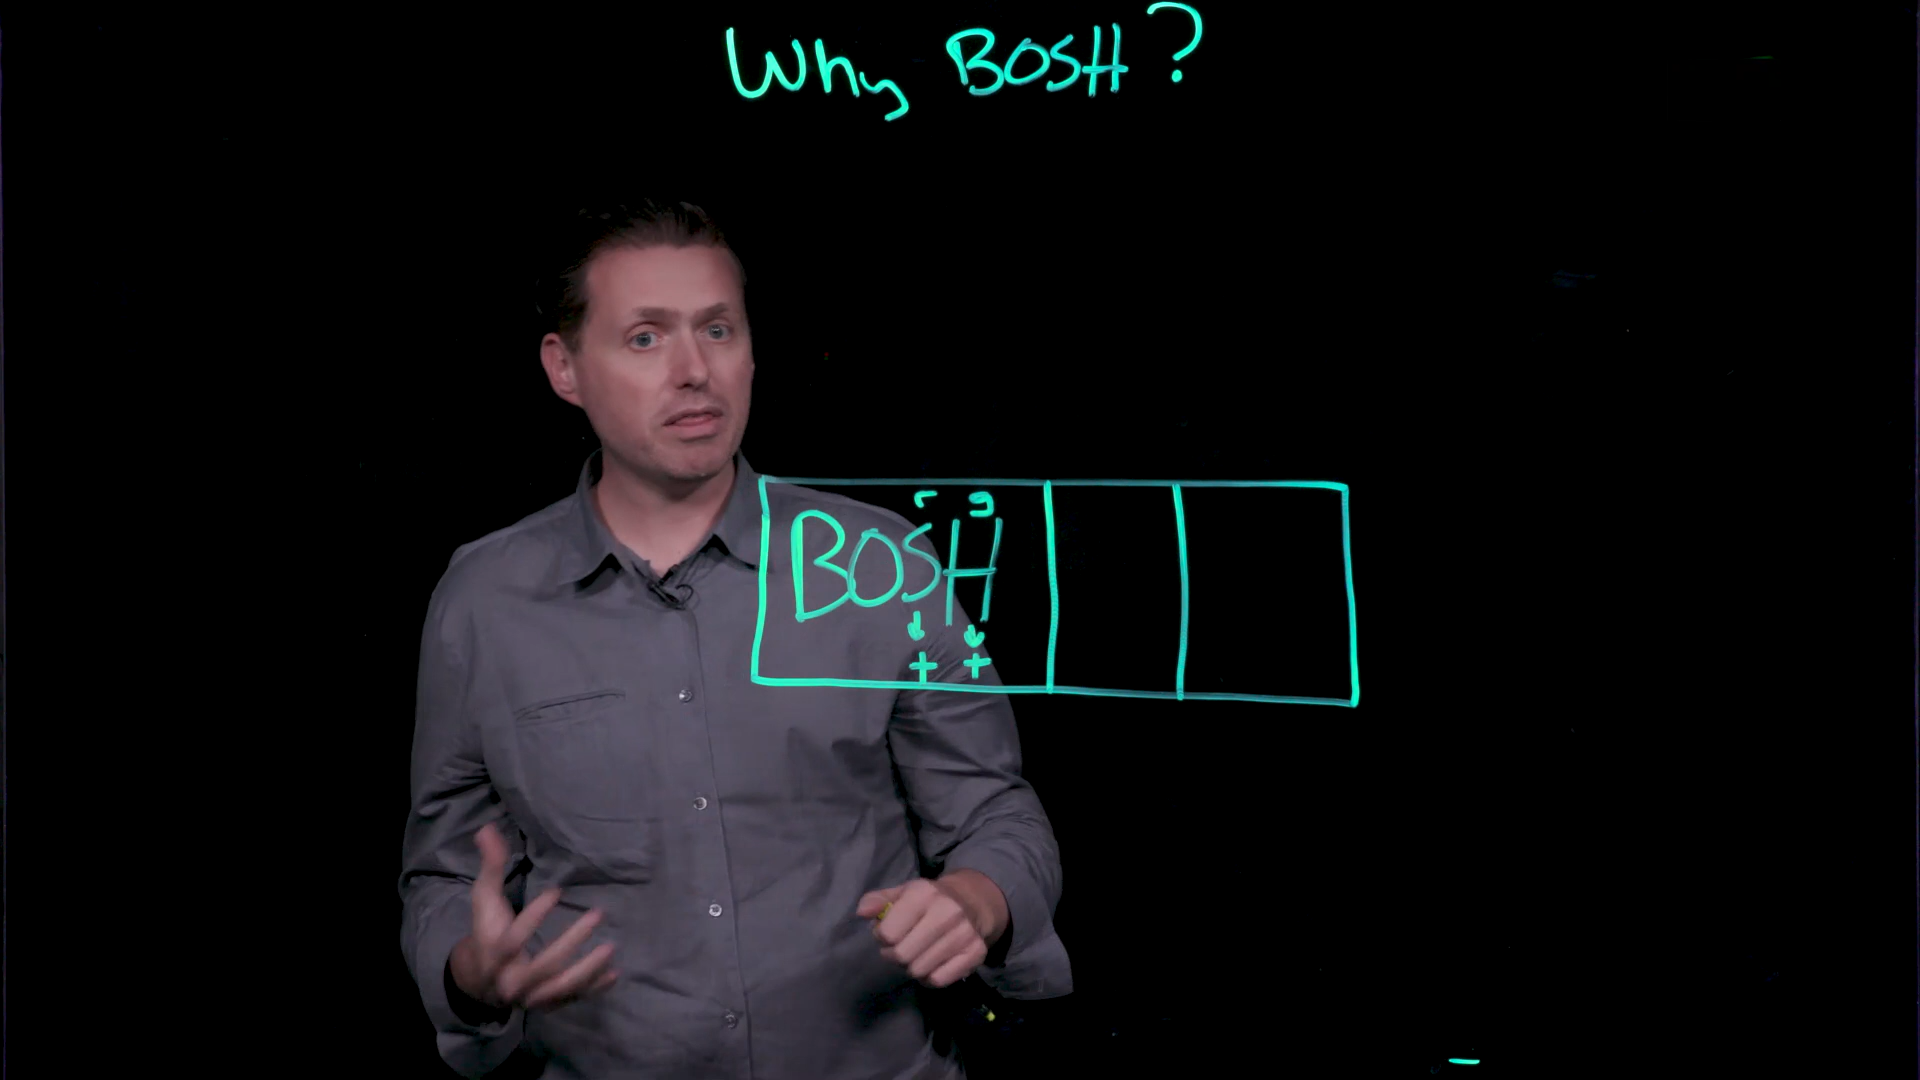 Why BOSH?
r g
BOSH
↓ ↓
+ +